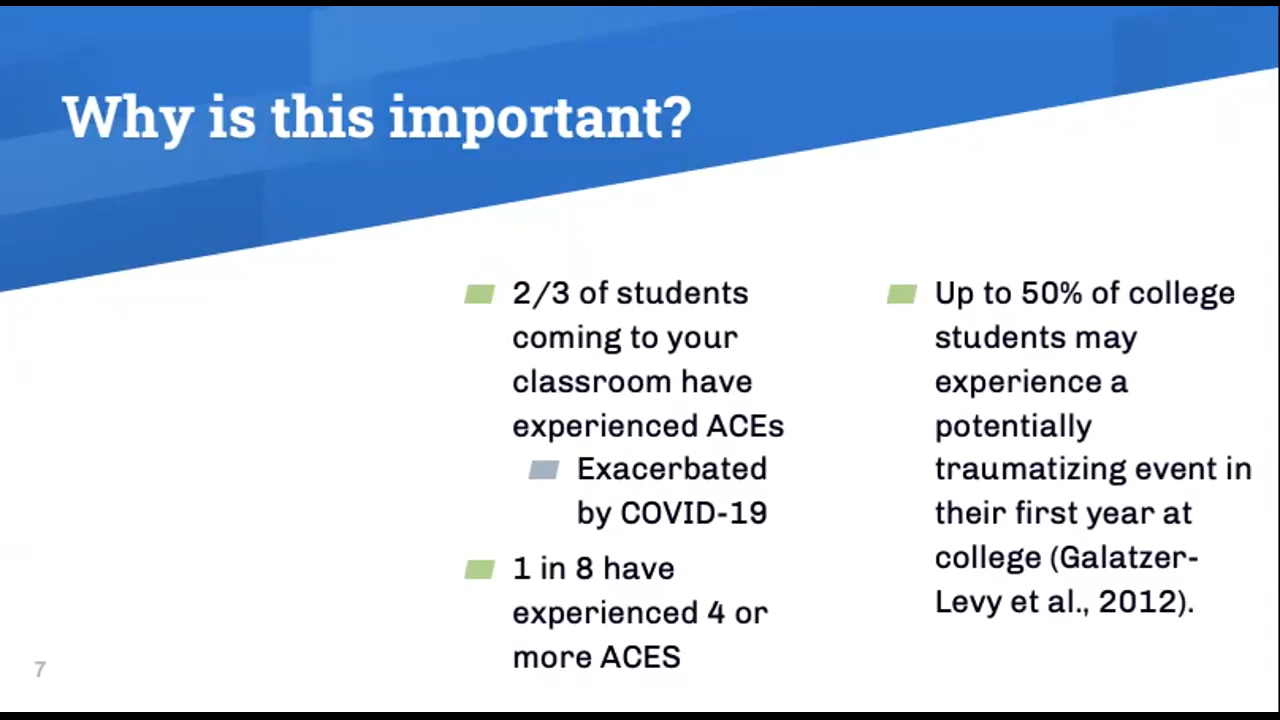 Why is this important?
2/3 of students
coming to your
classroom have
experienced ACEs
Exacerbated
by COVID-19
1 in 8 have
experienced 4 or
more ACES
Up to 50% of college
students may
experience a
potentially
traumatizing event in
their first year at
college (Galatzer-
Levy et al., 2012).
7